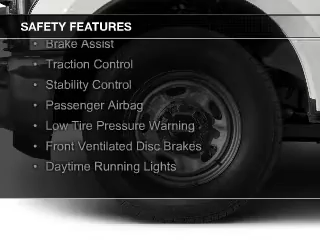 SAFETY FEATURES
• Brake Assist
• Traction Control
• Stability Control
• Passenger Airbag
• Low Tire Pressure Warning
• Front Ventilated Disc Brakes
• Daytime Running Lights